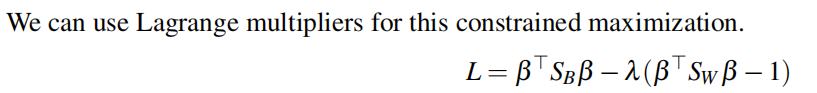 We can use Lagrange multipliers for this constrained maximization.
L = β⊤S_Bβ − λ(β⊤S_Wβ − 1)